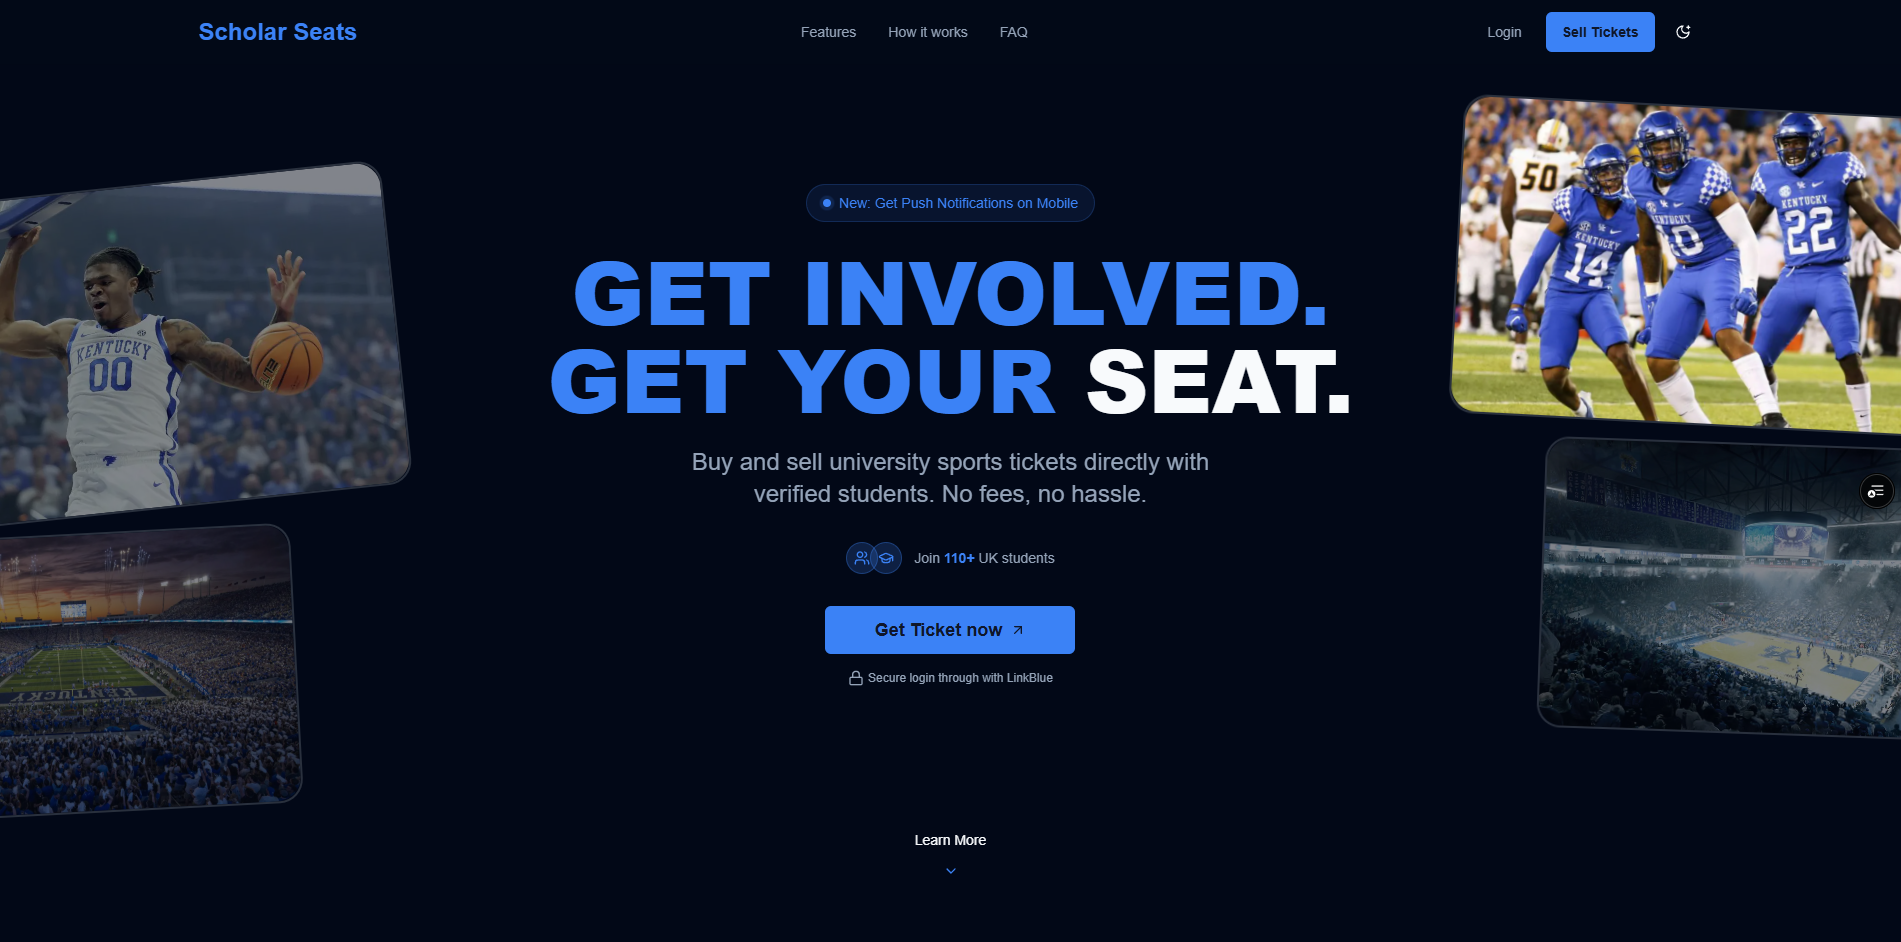 Scholar Seats
Features
How it works
FAQ
Login
Sell Tickets
New: Get Push Notifications on Mobile
GET INVOLVED.
GET YOUR SEAT.
Buy and sell university sports tickets directly with
verified students. No fees, no hassle.
Join 110+ UK students
Get Ticket now
Secure login through with LinkBlue
Learn More
KENTUCKY
00
KENTUCKY
50
KENTUCKY
14
KENTUCKY
10
KENTUCKY
22